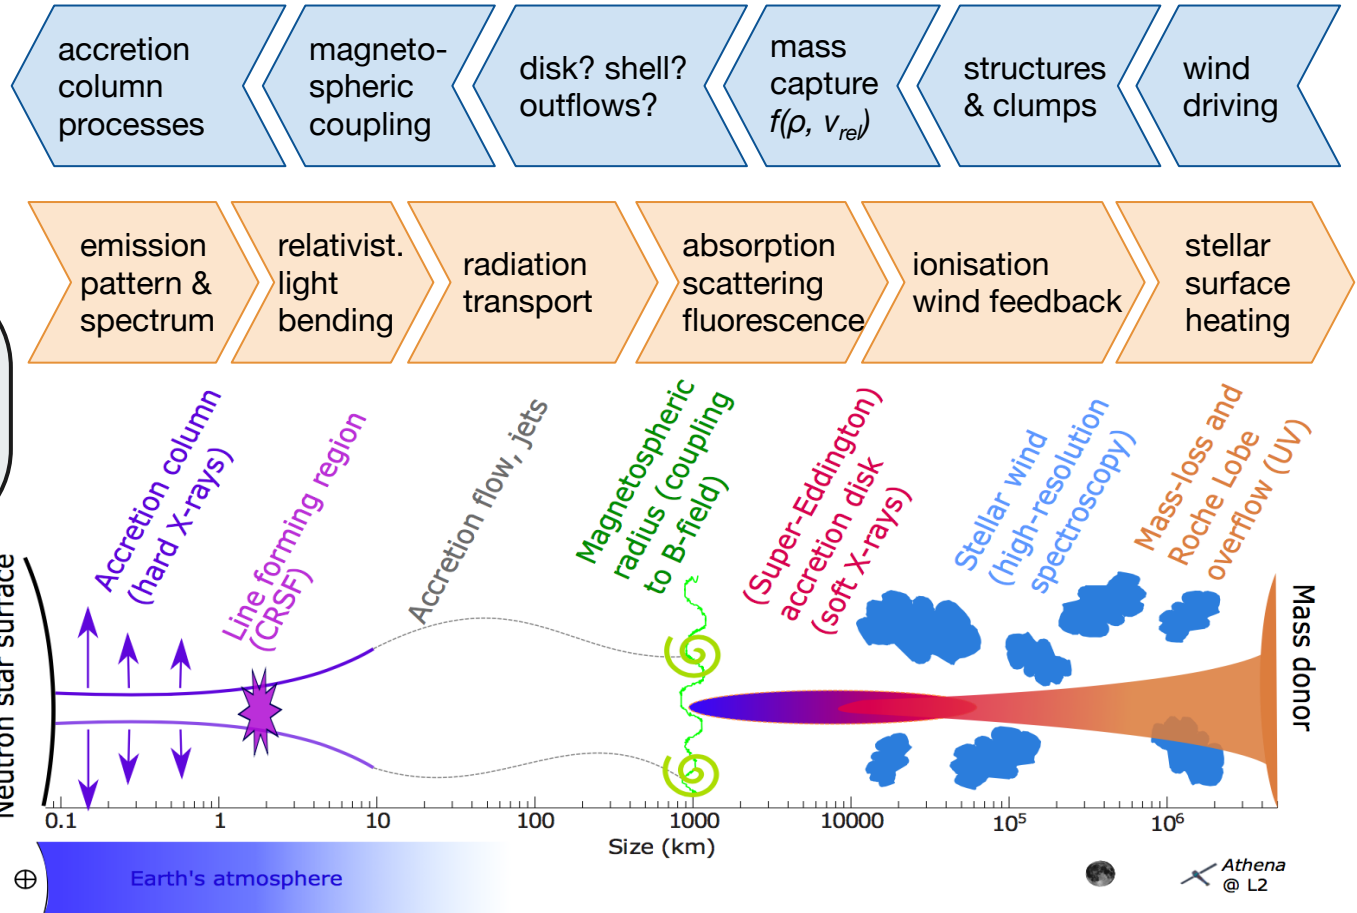 accretion
column
processes
magneto-
spheric
coupling
disk? shell?
outflows?
mass
capture
f(ρ, vrel)
structures
& clumps
wind
driving
emission
pattern &
spectrum
relativist.
light
bending
radiation
transport
absorption
scattering
fluorescence
ionisation
wind feedback
stellar
surface
heating
Accretion column
(hard X-rays)
Line forming region
(CRSF)
Accretion flow, jets
Magnetospheric
radius (coupling
to B-field)
(Super-Eddington)
accretion disk
(soft X-rays)
Stellar wind
(high-resolution
spectroscopy)
Mass-loss and
Roche Lobe
overflow (UV)
Neutron star surface
Mass donor
0.1 1 10 100 1000 10000 10⁵ 10⁶
Size (km)
Earth's atmosphere
Athena
@ L2